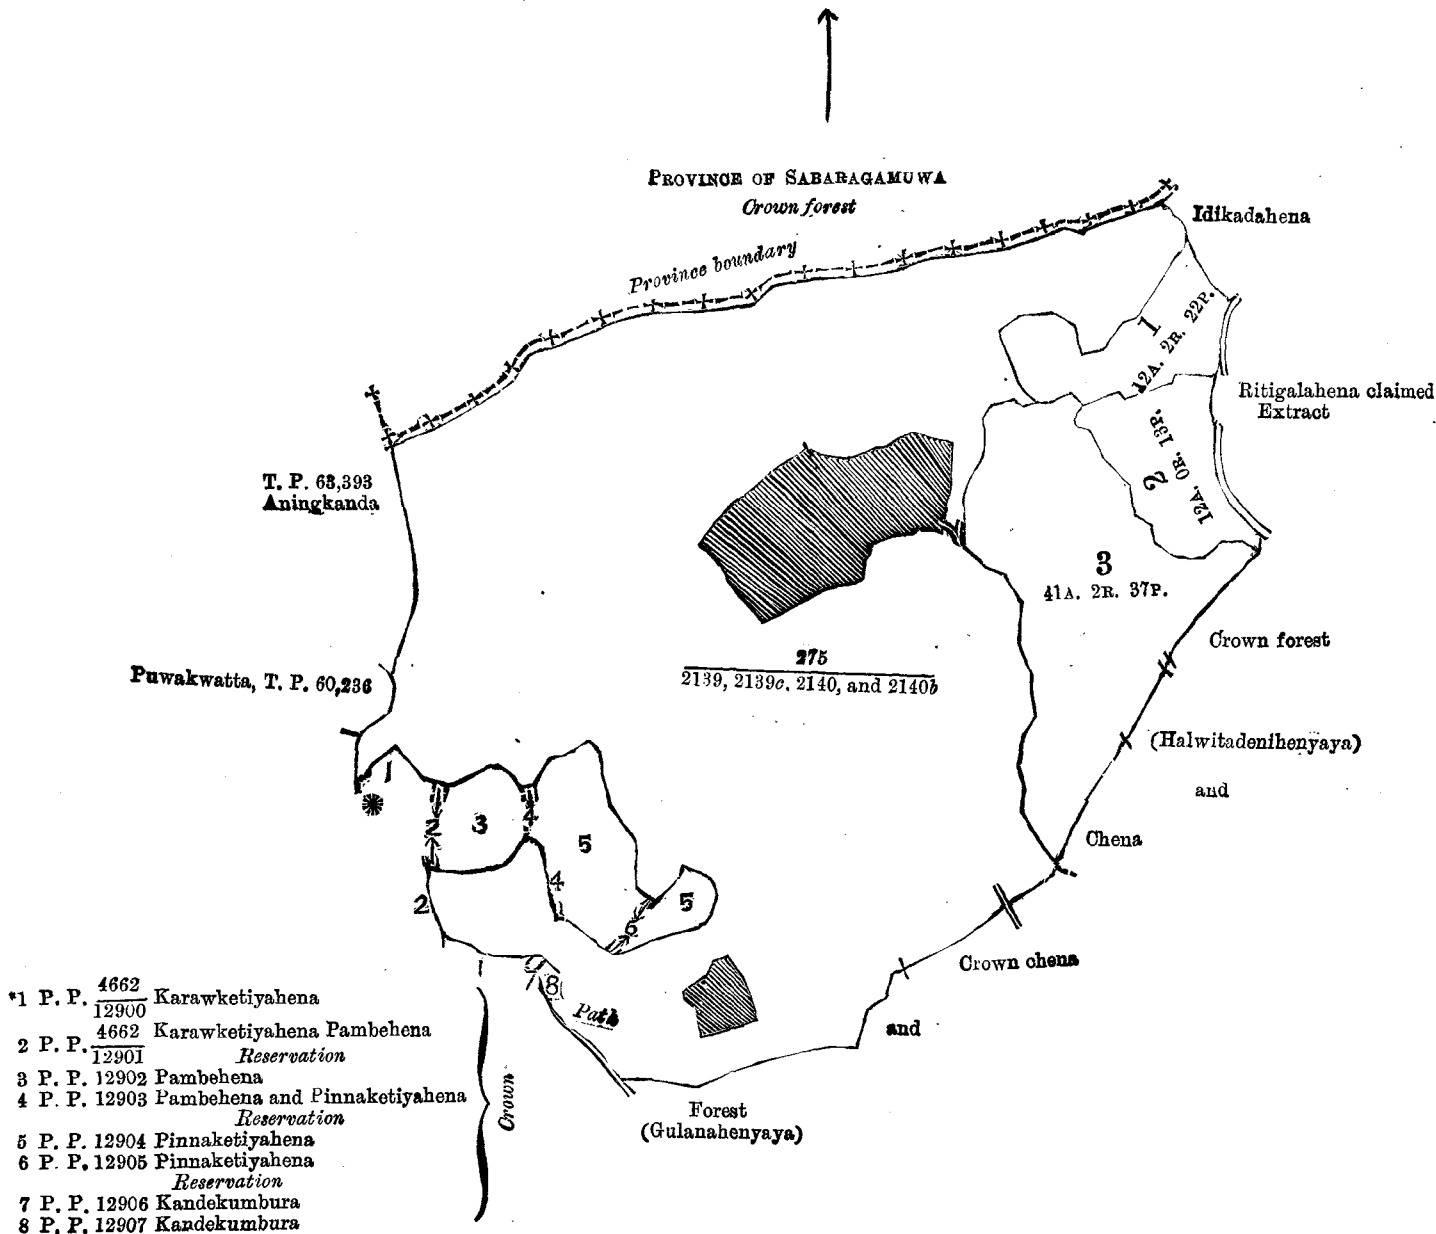 PROVINCE OF SABARAGAMUWA
Crown forest
Province boundary
Idikadahena
1
12A. 2R. 22P.
Ritigalahena claimed
Extract
2
12A. 0R. 13P.
T. P. 63,393
Aningkanda
3
41A. 2R. 37P.
Crown forest
275
2139, 2139c, 2140, and 2140b
Puwakwatta, T. P. 60,236
(Halwitadenihenyaya)
and
1
2
3
4
5
Chena
4
2
5
6
Crown chena
7
8
Path
and
*1 P. P. 4662
12900 Karawketiyahena
2 P. P. 4662
12901 Karawketiyahena Pambehena
Reservation
3 P. P. 12902 Pambehena
4 P. P. 12903 Pambehena and Pinnaketiyahena
Reservation
5 P. P. 12904 Pinnaketiyahena
6 P. P. 12905 Pinnaketiyahena
Reservation
7 P. P. 12906 Kandekumbura
8 P. P. 12907 Kandekumbura
Crown
Forest
(Gulanahenyaya)